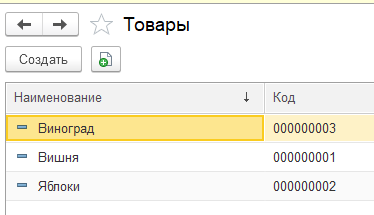 Товары
Создать
Наименование Код
Виноград 000000003
Вишня 000000001
Яблоки 000000002